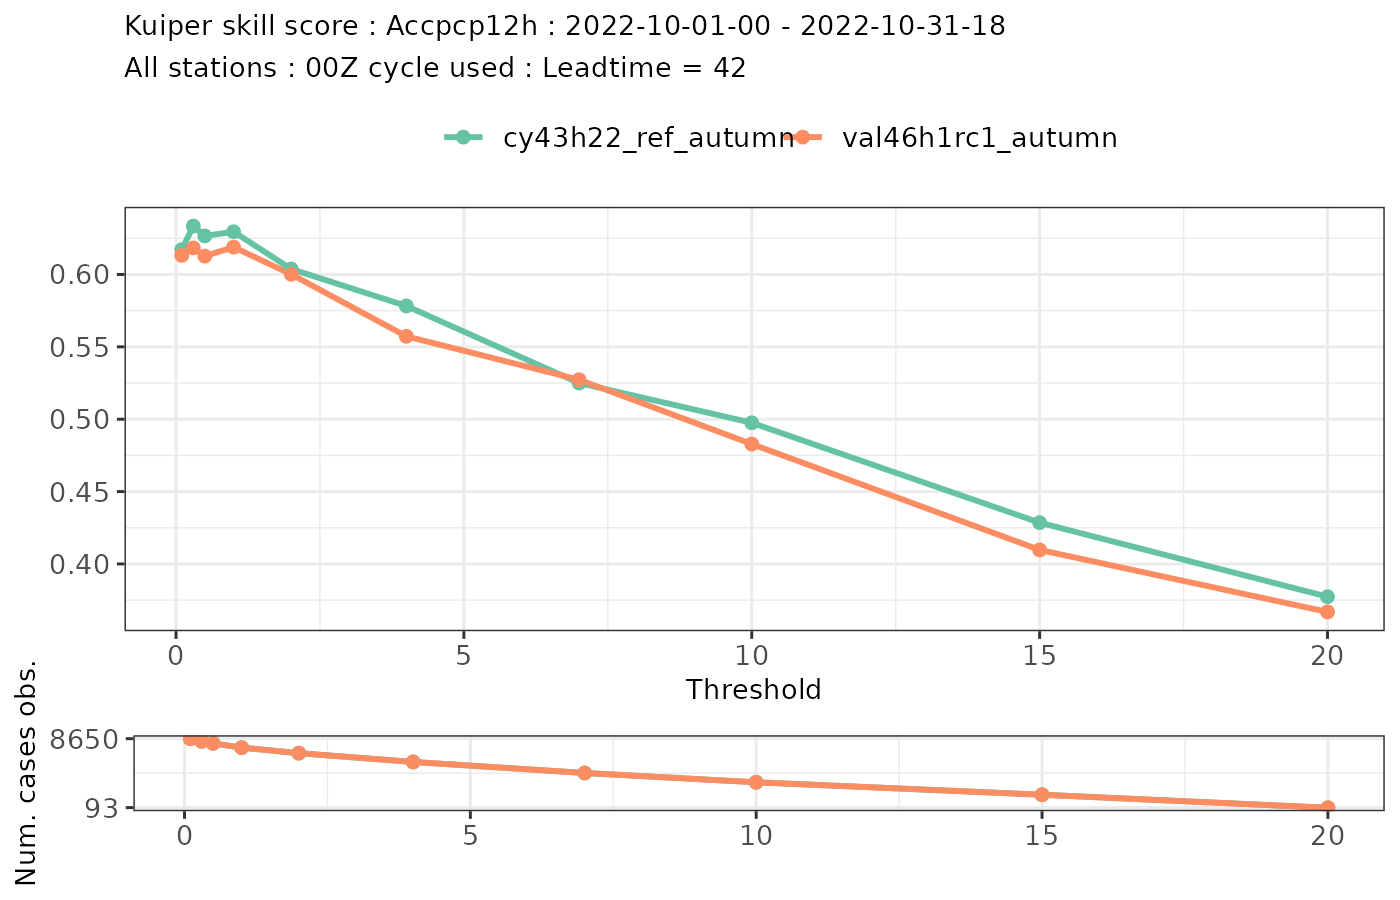 Kuiper skill score : Accpcp12h : 2022-10-01-00 - 2022-10-31-18
All stations : 00Z cycle used : Leadtime = 42
cy43h22_ref_autumn val46h1rc1_autumn
0.60
0.55
0.50
0.45
0.40
0 5 10 15 20
Threshold
Num. cases obs.
8650
93
0 5 10 15 20